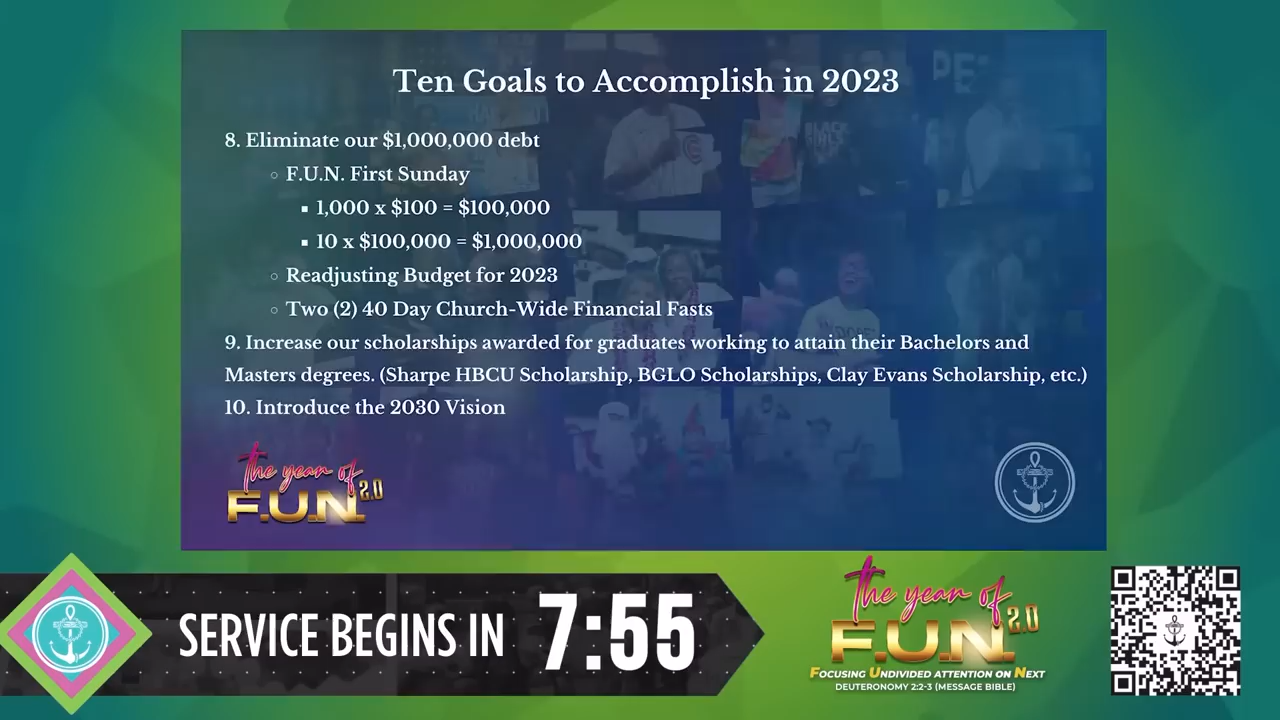 Ten Goals to Accomplish in 2023
8. Eliminate our $1,000,000 debt
○ F.U.N. First Sunday
▪ 1,000 x $100 = $100,000
▪ 10 x $100,000 = $1,000,000
○ Readjusting Budget for 2023
○ Two (2) 40 Day Church-Wide Financial Fasts
9. Increase our scholarships awarded for graduates working to attain their Bachelors and
Masters degrees. (Sharpe HBCU Scholarship, BGLO Scholarships, Clay Evans Scholarship, etc.)
10. Introduce the 2030 Vision
the year of
F.U.N. 2.0
SERVICE BEGINS IN 7:55
the year of
F.U.N. 2.0
FOCUSING UNDIVIDED ATTENTION ON NEXT
DEUTERONOMY 2:2-3 (MESSAGE BIBLE)